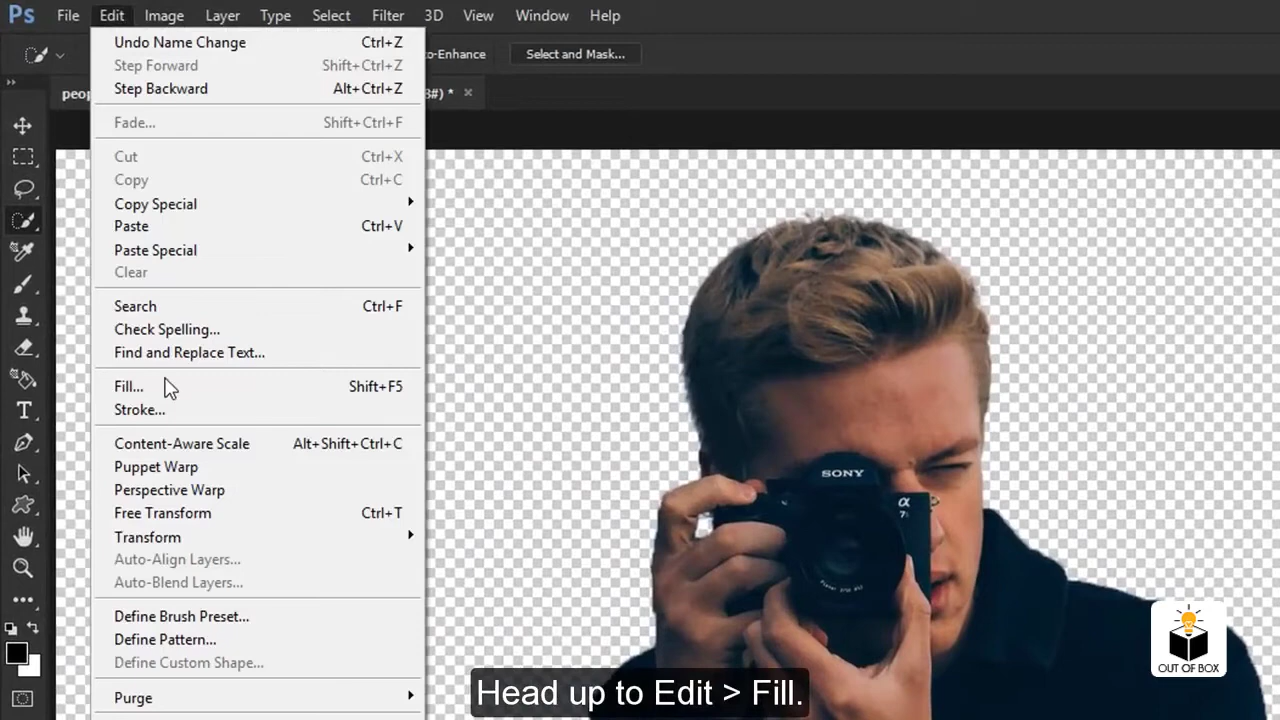 Ps File Edit Image Layer Type Select Filter 3D View Window Help
Undo Name Change Ctrl+Z
o-Enhance Select and Mask...
Step Forward Shift+Ctrl+Z
Step Backward Alt+Ctrl+Z
peop 8#) * ×
Fade... Shift+Ctrl+F
Cut Ctrl+X
Copy Ctrl+C
Copy Special
Paste Ctrl+V
Paste Special
Clear
Search Ctrl+F
Check Spelling...
Find and Replace Text...
Fill... Shift+F5
Stroke...
Content-Aware Scale Alt+Shift+Ctrl+C
Puppet Warp
Perspective Warp
Free Transform Ctrl+T
Transform
Auto-Align Layers...
Auto-Blend Layers...
Define Brush Preset...
Define Pattern...
Define Custom Shape...
Purge
SONY
α
7
OUT OF BOX
Head up to Edit > Fill.